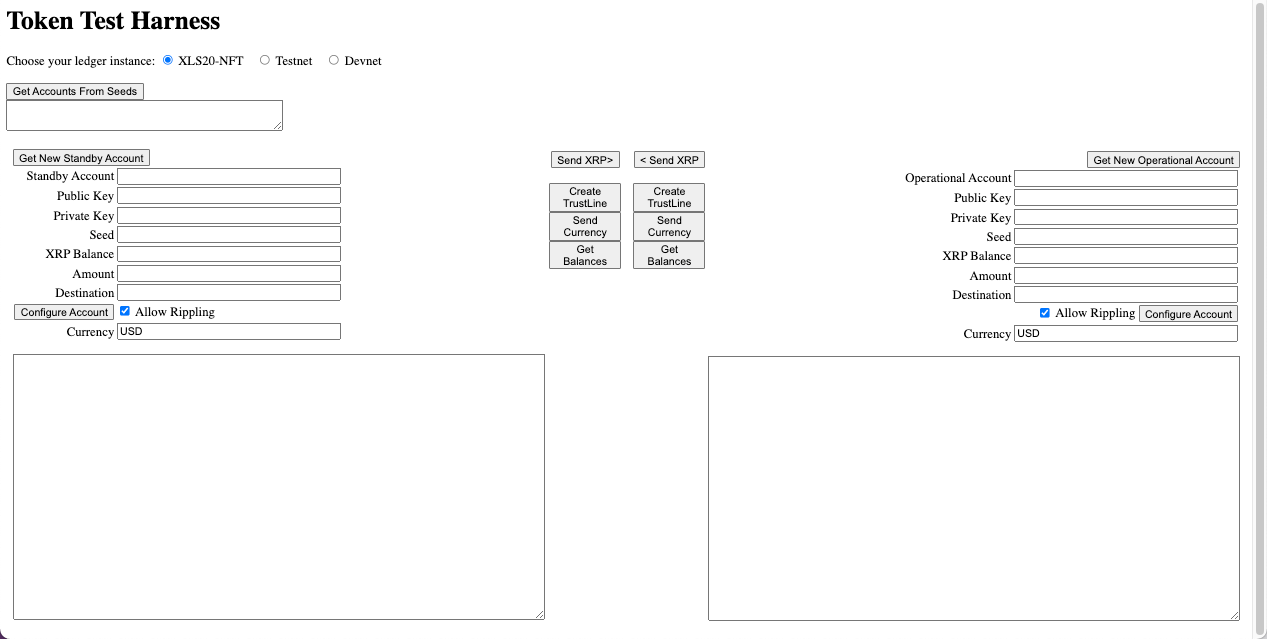 Token Test Harness
Choose your ledger instance: XLS20-NFT Testnet Devnet
Get Accounts From Seeds
Get New Standby Account
Standby Account
Public Key
Private Key
Seed
XRP Balance
Amount
Destination
Configure Account Allow Rippling
Currency USD
Send XRP> < Send XRP
Create Create
TrustLine TrustLine
Send Send
Currency Currency
Get Get
Balances Balances
Get New Operational Account
Operational Account
Public Key
Private Key
Seed
XRP Balance
Amount
Destination
Allow Rippling Configure Account
Currency USD